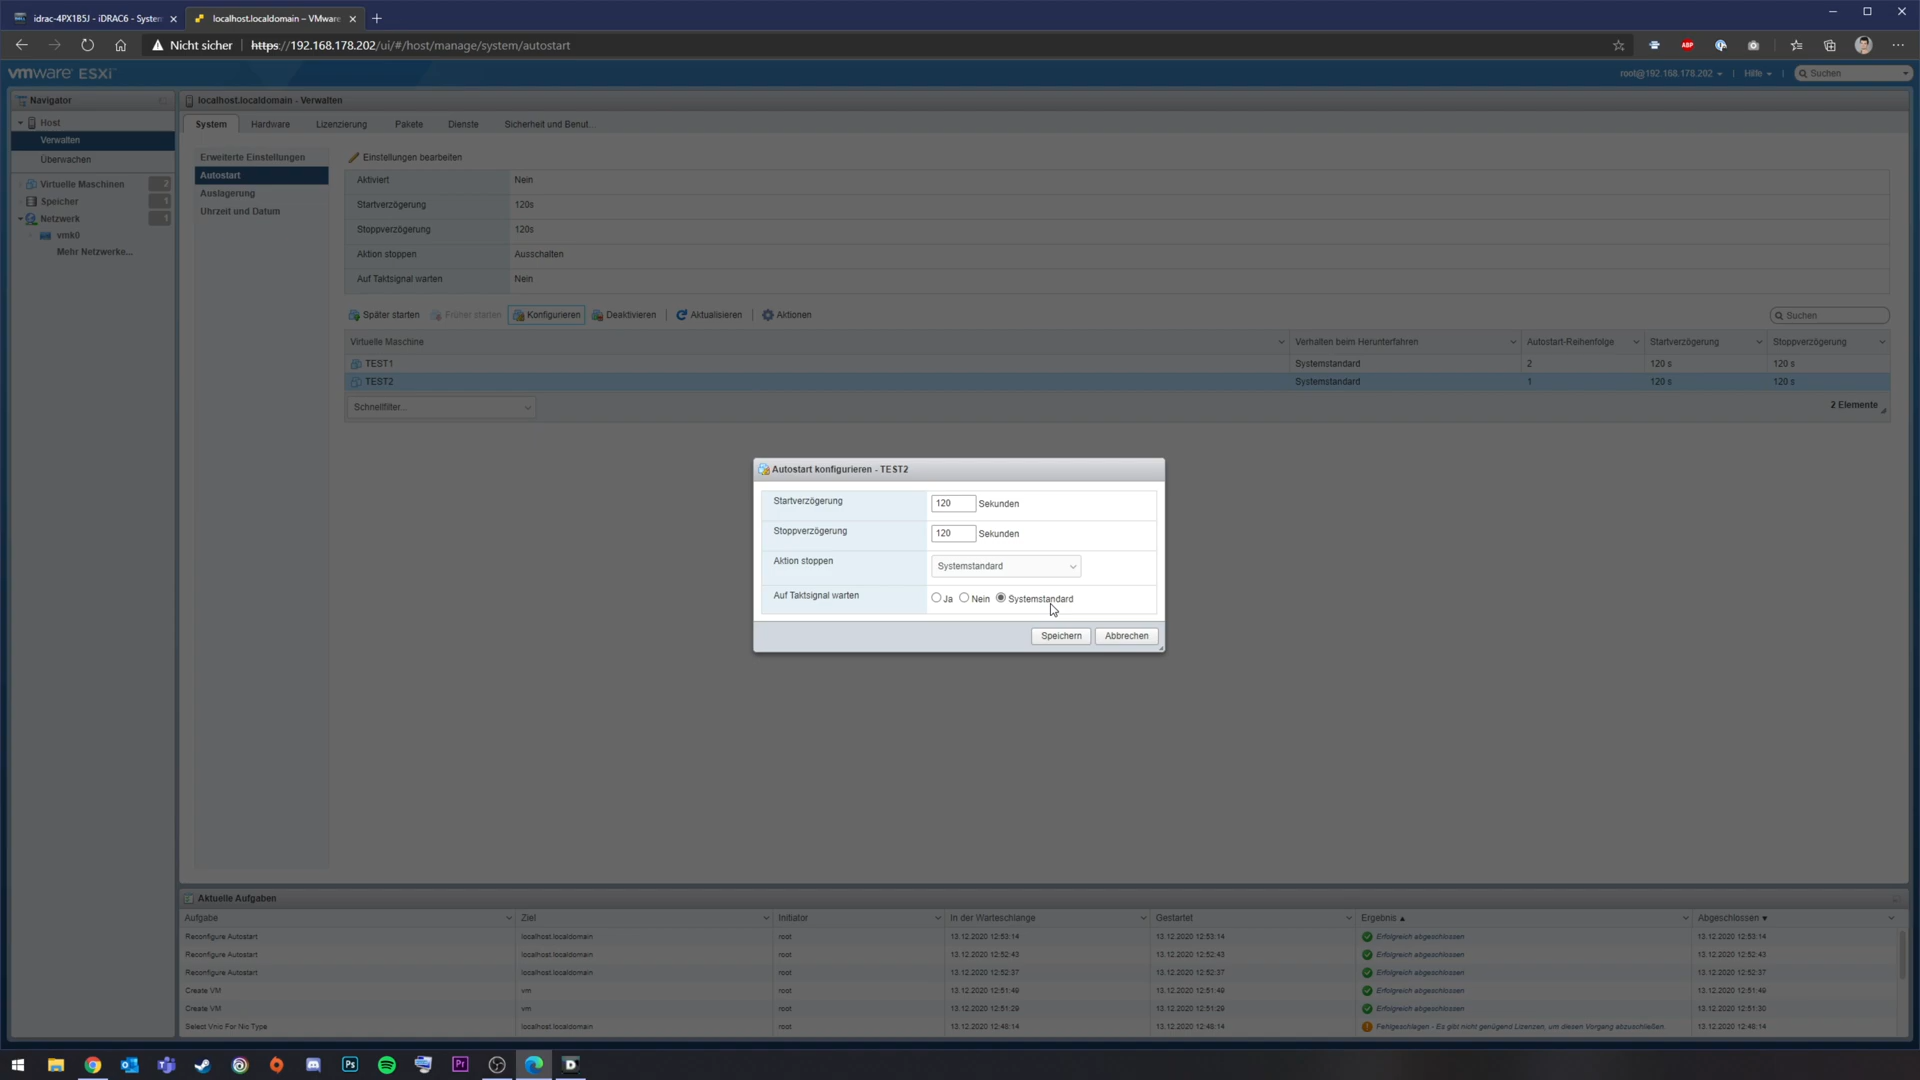 idrac-4PX1B5J - iDRAC6 - System
localhost.localdomain – VMware
Nicht sicher
https://192.168.178.202/ui/#/host/manage/system/autostart
ABP
vmware ESXi
root@192.168.178.202
Hilfe
Suchen
Navigator
Host
Verwalten
Überwachen
Virtuelle Maschinen 2
Speicher 1
Netzwerk 1
vmk0
Mehr Netzwerke...
localhost.localdomain - Verwalten
System Hardware Lizenzierung Pakete Dienste Sicherheit und Benut...
Erweiterte Einstellungen
Autostart
Auslagerung
Uhrzeit und Datum
Einstellungen bearbeiten
Aktiviert Nein
Startverzögerung 120s
Stoppverzögerung 120s
Aktion stoppen Ausschalten
Auf Taktsignal warten Nein
Später starten Früher starten Konfigurieren Deaktivieren Aktualisieren Aktionen Suchen
Virtuelle Maschine Verhalten beim Herunterfahren Autostart-Reihenfolge Startverzögerung Stoppverzögerung
TEST1 Systemstandard 2 120 s 120 s
TEST2 Systemstandard 1 120 s 120 s
Schnellfilter... 2 Elemente
Autostart konfigurieren - TEST2
Startverzögerung 120 Sekunden
Stoppverzögerung 120 Sekunden
Aktion stoppen Systemstandard
Auf Taktsignal warten Ja Nein Systemstandard
Speichern Abbrechen
Aktuelle Aufgaben
Aufgabe Ziel Initiator In der Warteschlange Gestartet Ergebnis Abgeschlossen
Reconfigure Autostart localhost.localdomain root 13.12.2020 12:53:14 13.12.2020 12:53:14 Erfolgreich abgeschlossen 13.12.2020 12:53:14
Reconfigure Autostart localhost.localdomain root 13.12.2020 12:52:43 13.12.2020 12:52:43 Erfolgreich abgeschlossen 13.12.2020 12:52:43
Reconfigure Autostart localhost.localdomain root 13.12.2020 12:52:37 13.12.2020 12:52:37 Erfolgreich abgeschlossen 13.12.2020 12:52:37
Create VM vm root 13.12.2020 12:51:49 13.12.2020 12:51:49 Erfolgreich abgeschlossen 13.12.2020 12:51:49
Create VM vm root 13.12.2020 12:51:29 13.12.2020 12:51:29 Erfolgreich abgeschlossen 13.12.2020 12:51:30
Select Vnic For Nic Type localhost.localdomain root 13.12.2020 12:48:14 13.12.2020 12:48:14 Fehlgeschlagen - Es gibt nicht genügend Lizenzen, um diesen Vorgang abzuschließen. 13.12.2020 12:48:14
Ps
Pr
D